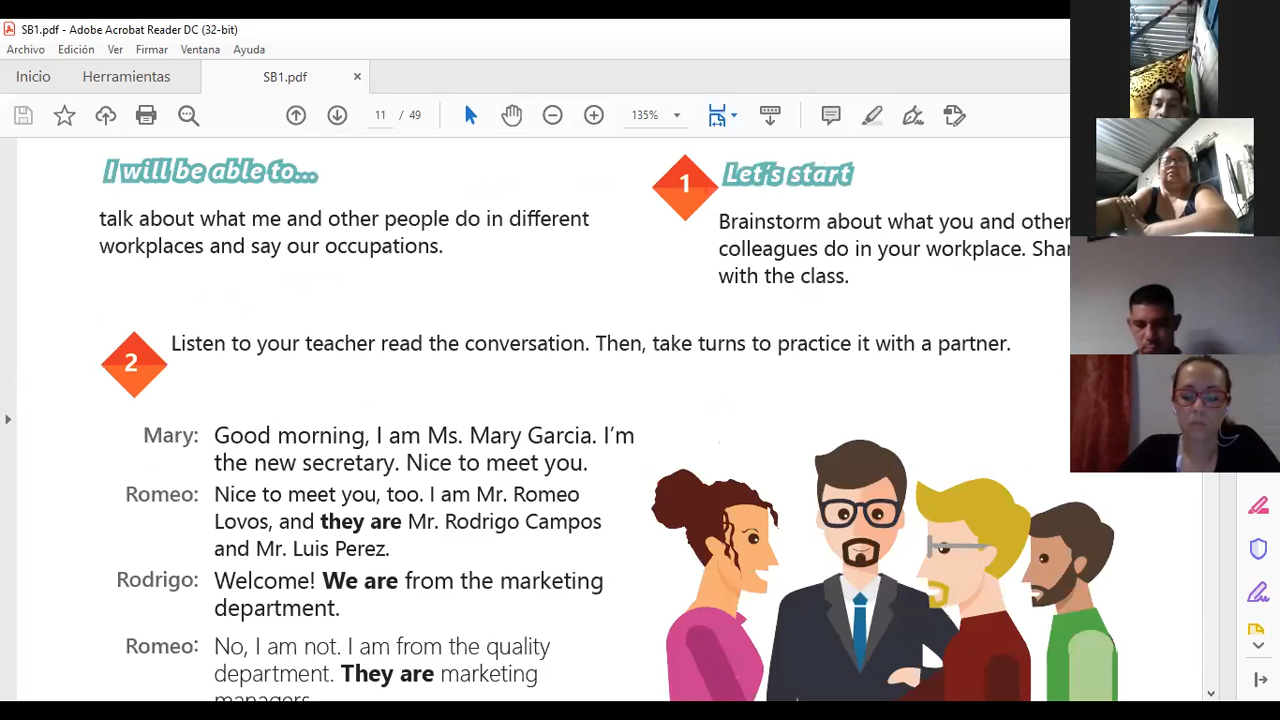 SB1.pdf - Adobe Acrobat Reader DC (32-bit)
Archivo Edición Ver Firmar Ventana Ayuda
Inicio Herramientas SB1.pdf ×
11 / 49 135%
I will be able to...
talk about what me and other people do in different
workplaces and say our occupations.
1 Let's start
Brainstorm about what you and other
colleagues do in your workplace. Shar
with the class.
2 Listen to your teacher read the conversation. Then, take turns to practice it with a partner.
Mary: Good morning, I am Ms. Mary Garcia. I'm
the new secretary. Nice to meet you.
Romeo: Nice to meet you, too. I am Mr. Romeo
Lovos, and they are Mr. Rodrigo Campos
and Mr. Luis Perez.
Rodrigo: Welcome! We are from the marketing
department.
Romeo: No, I am not. I am from the quality
department. They are marketing
managers